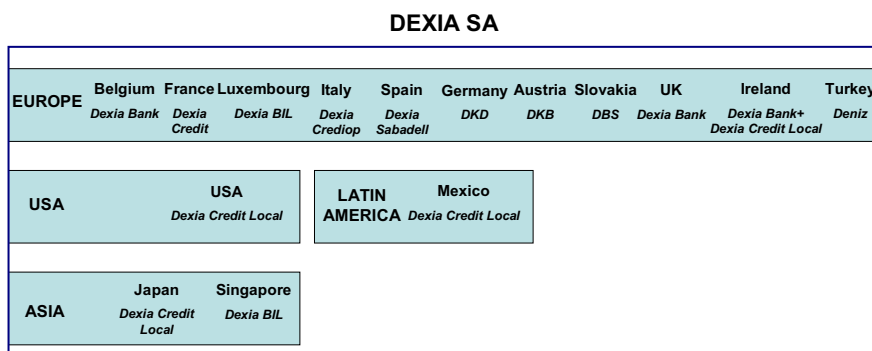 DEXIA SA
EUROPE
Belgium France Luxembourg Italy Spain Germany Austria Slovakia UK Ireland Turkey
Dexia Bank Dexia Credit Dexia BIL Dexia Crediop Dexia Sabadell DKD DKB DBS Dexia Bank Dexia Bank+ Dexia Credit Local Deniz
USA
USA
Dexia Credit Local
LATIN
AMERICA
Mexico
Dexia Credit Local
ASIA
Japan Singapore
Dexia Credit Local Dexia BIL